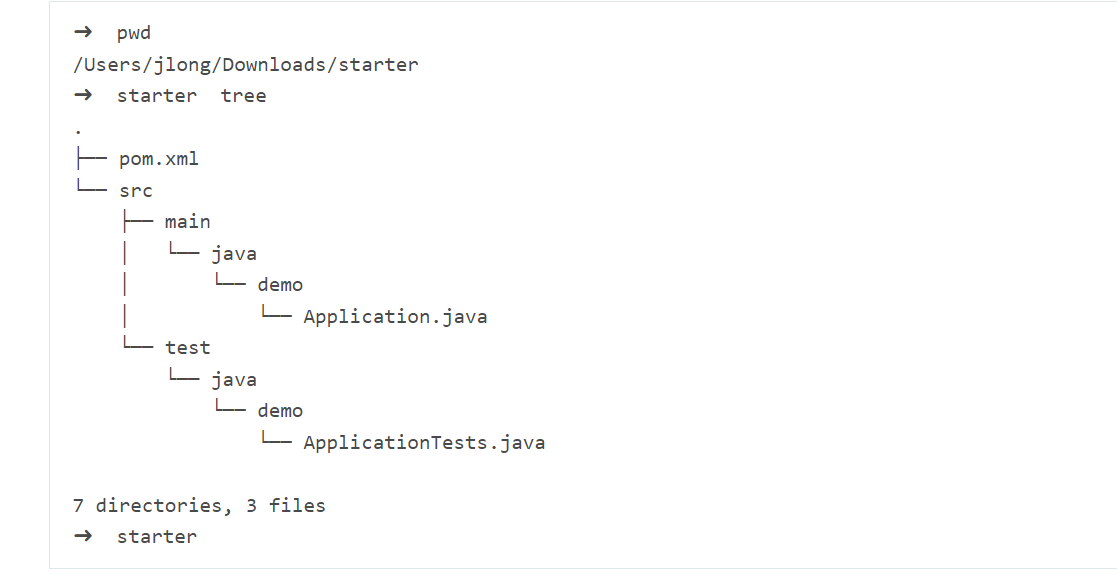 ➜  pwd
/Users/jlong/Downloads/starter
➜  starter  tree
.
├── pom.xml
└── src
    ├── main
    │   └── java
    │       └── demo
    │           └── Application.java
    └── test
        └── java
            └── demo
                └── ApplicationTests.java

7 directories, 3 files
➜  starter